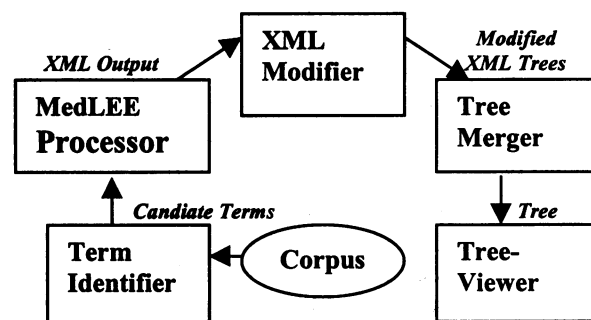 XML
Modifier
XML Output
Modified
XML Trees
MedLEE
Processor
Tree
Merger
Candiate Terms
Tree
Term
Identifier
Corpus
Tree-
Viewer